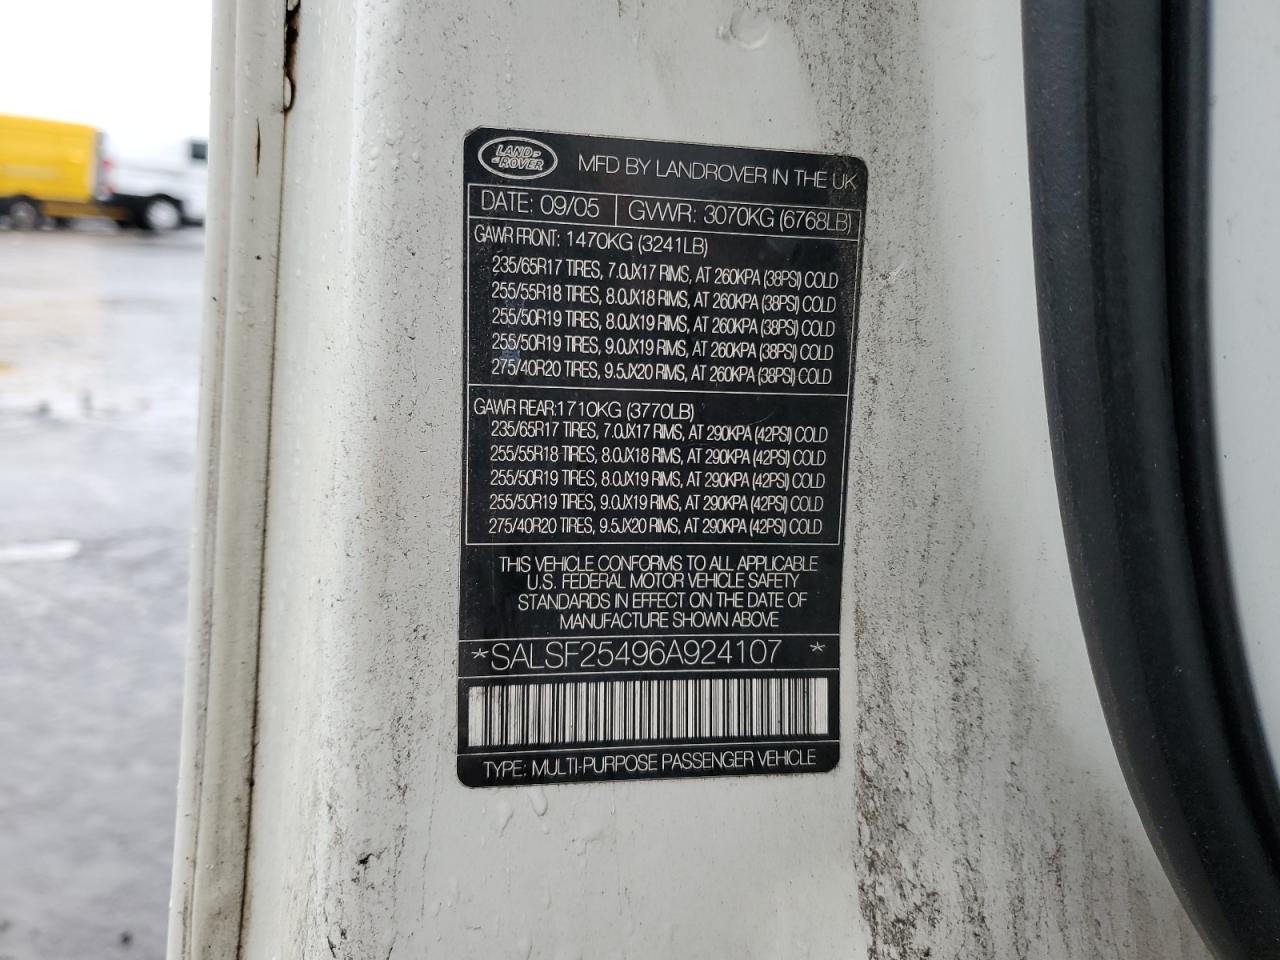 LAND-
-ROVER
MFD BY LANDROVER IN THE UK
DATE: 09/05 GVWR: 3070KG (6768LB)
GAWR FRONT: 1470KG (3241LB)
235/65R17 TIRES, 7.0JX17 RIMS, AT 260KPA (38PSI) COLD
255/55R18 TIRES, 8.0JX18 RIMS, AT 260KPA (38PSI) COLD
255/50R19 TIRES, 8.0JX19 RIMS, AT 260KPA (38PSI) COLD
255/50R19 TIRES, 9.0JX19 RIMS, AT 260KPA (38PSI) COLD
275/40R20 TIRES, 9.5JX20 RIMS, AT 260KPA (38PSI) COLD
GAWR REAR:1710KG (3770LB)
235/65R17 TIRES, 7.0JX17 RIMS, AT 290KPA (42PSI) COLD
255/55R18 TIRES, 8.0JX18 RIMS, AT 290KPA (42PSI) COLD
255/50R19 TIRES, 8.0JX19 RIMS, AT 290KPA (42PSI) COLD
255/50R19 TIRES, 9.0JX19 RIMS, AT 290KPA (42PSI) COLD
275/40R20 TIRES, 9.5JX20 RIMS, AT 290KPA (42PSI) COLD
THIS VEHICLE CONFORMS TO ALL APPLICABLE
U.S. FEDERAL MOTOR VEHICLE SAFETY
STANDARDS IN EFFECT ON THE DATE OF
MANUFACTURE SHOWN ABOVE
*SALSF25496A924107 *
TYPE: MULTI-PURPOSE PASSENGER VEHICLE